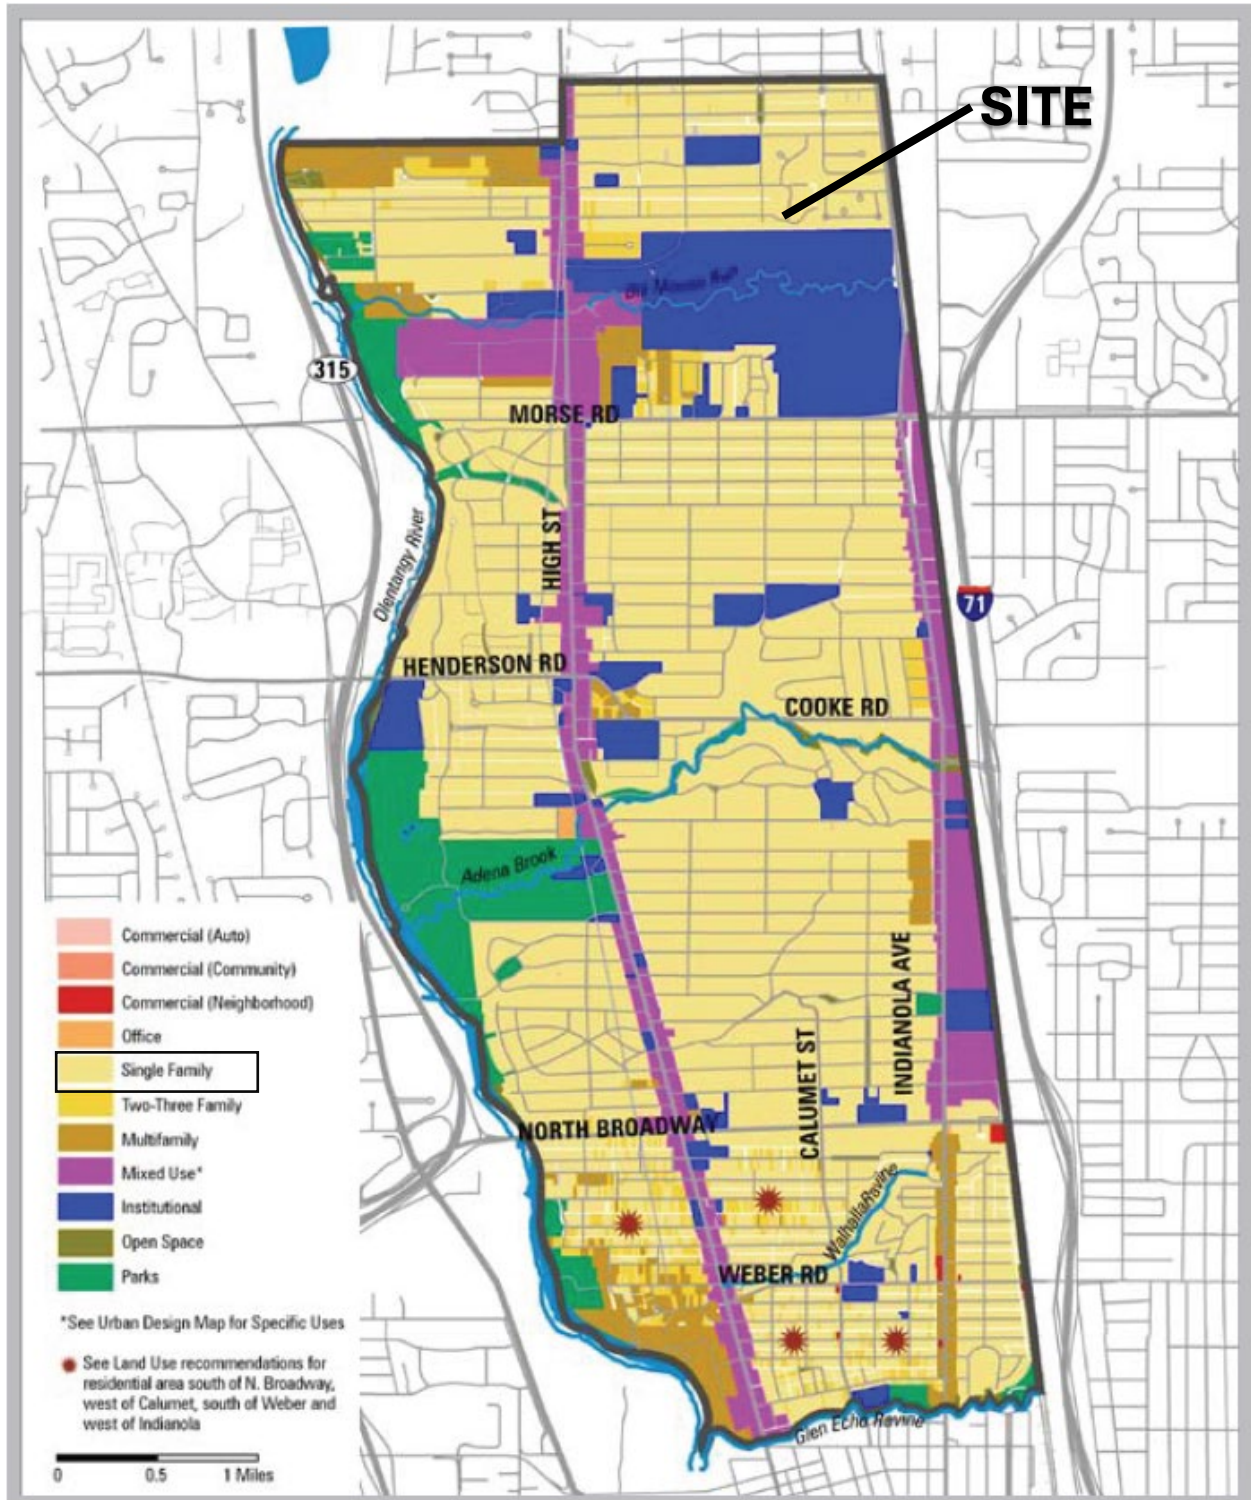 SITE
Big Walnut Run
315
MORSE RD
HIGH ST
Olentangy River
71
HENDERSON RD
COOKE RD
Adena Brook
INDIANOLA AVE
CALUMET ST
NORTH BROADWAY
Walhalla Ravine
WEBER RD
Glen Echo Ravine
Commercial (Auto)
Commercial (Community)
Commercial (Neighborhood)
Office
Single Family
Two-Three Family
Multifamily
Mixed Use*
Institutional
Open Space
Parks
*See Urban Design Map for Specific Uses
See Land Use recommendations for
residential area south of N. Broadway,
west of Calumet, south of Weber and
west of Indianola
0 0.5 1 Miles